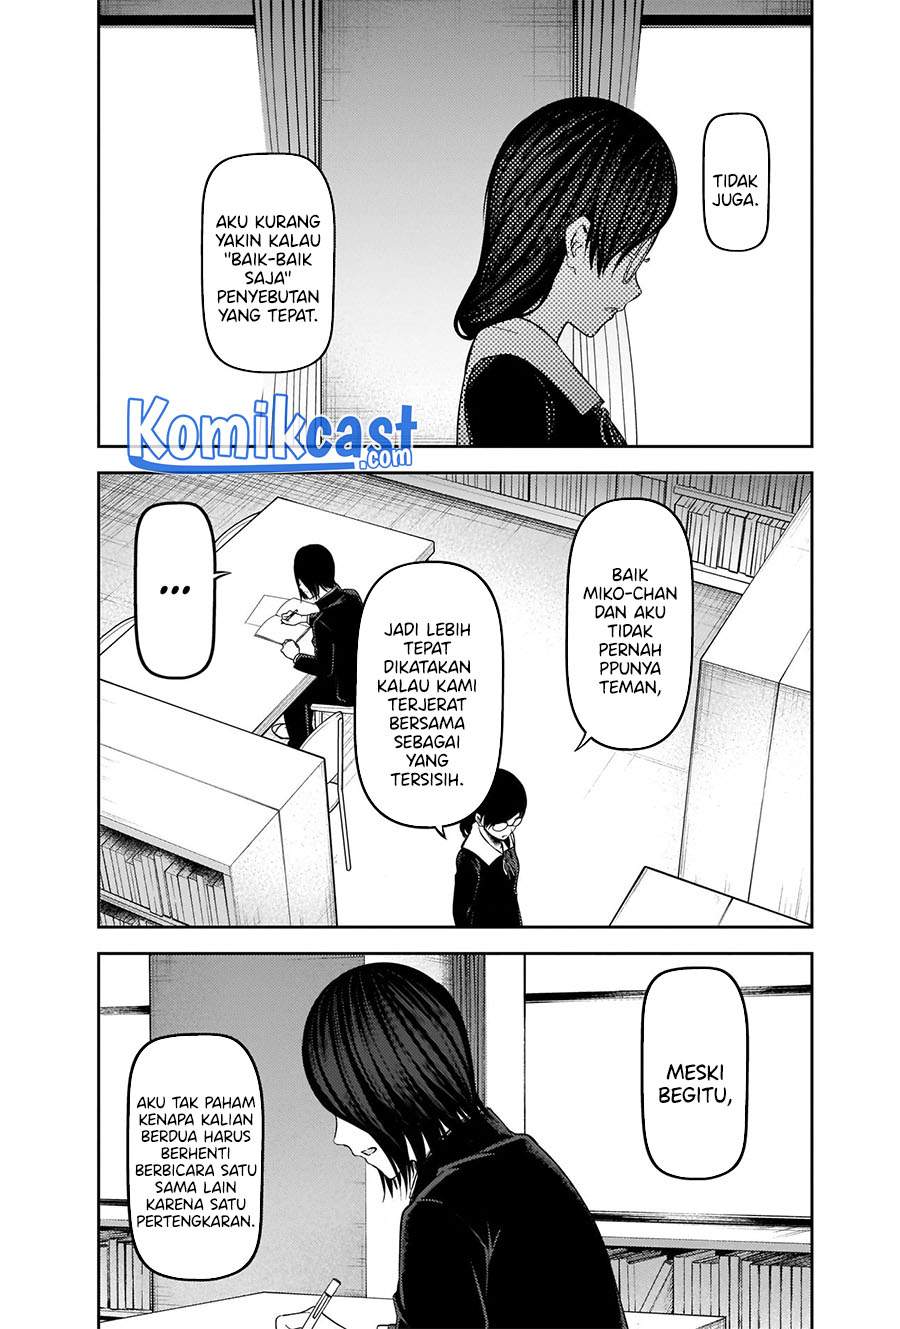 TIDAK
JUGA.
AKU KURANG
YAKIN KALAU
"BAIK-BAIK
SAJA"
PENYEBUTAN
YANG TEPAT.
Komikcast
.com
BAIK
MIKO-CHAN
DAN AKU
TIDAK
PERNAH
PPUNYA
TEMAN,
JADI LEBIH
TEPAT
DIKATAKAN
KALAU KAMI
TERJERAT
BERSAMA
SEBAGAI
YANG
TERSISIH.
...
MESKI
BEGITU,
AKU TAK PAHAM
KENAPA KALIAN
BERDUA HARUS
BERHENTI
BERBICARA SATU
SAMA LAIN
KARENA SATU
PERTENGKARAN.